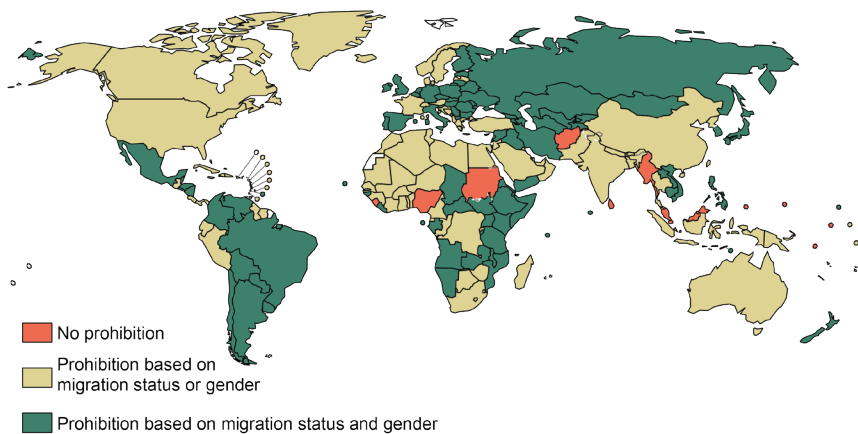 No prohibition
Prohibition based on
migration status or gender
Prohibition based on migration status and gender